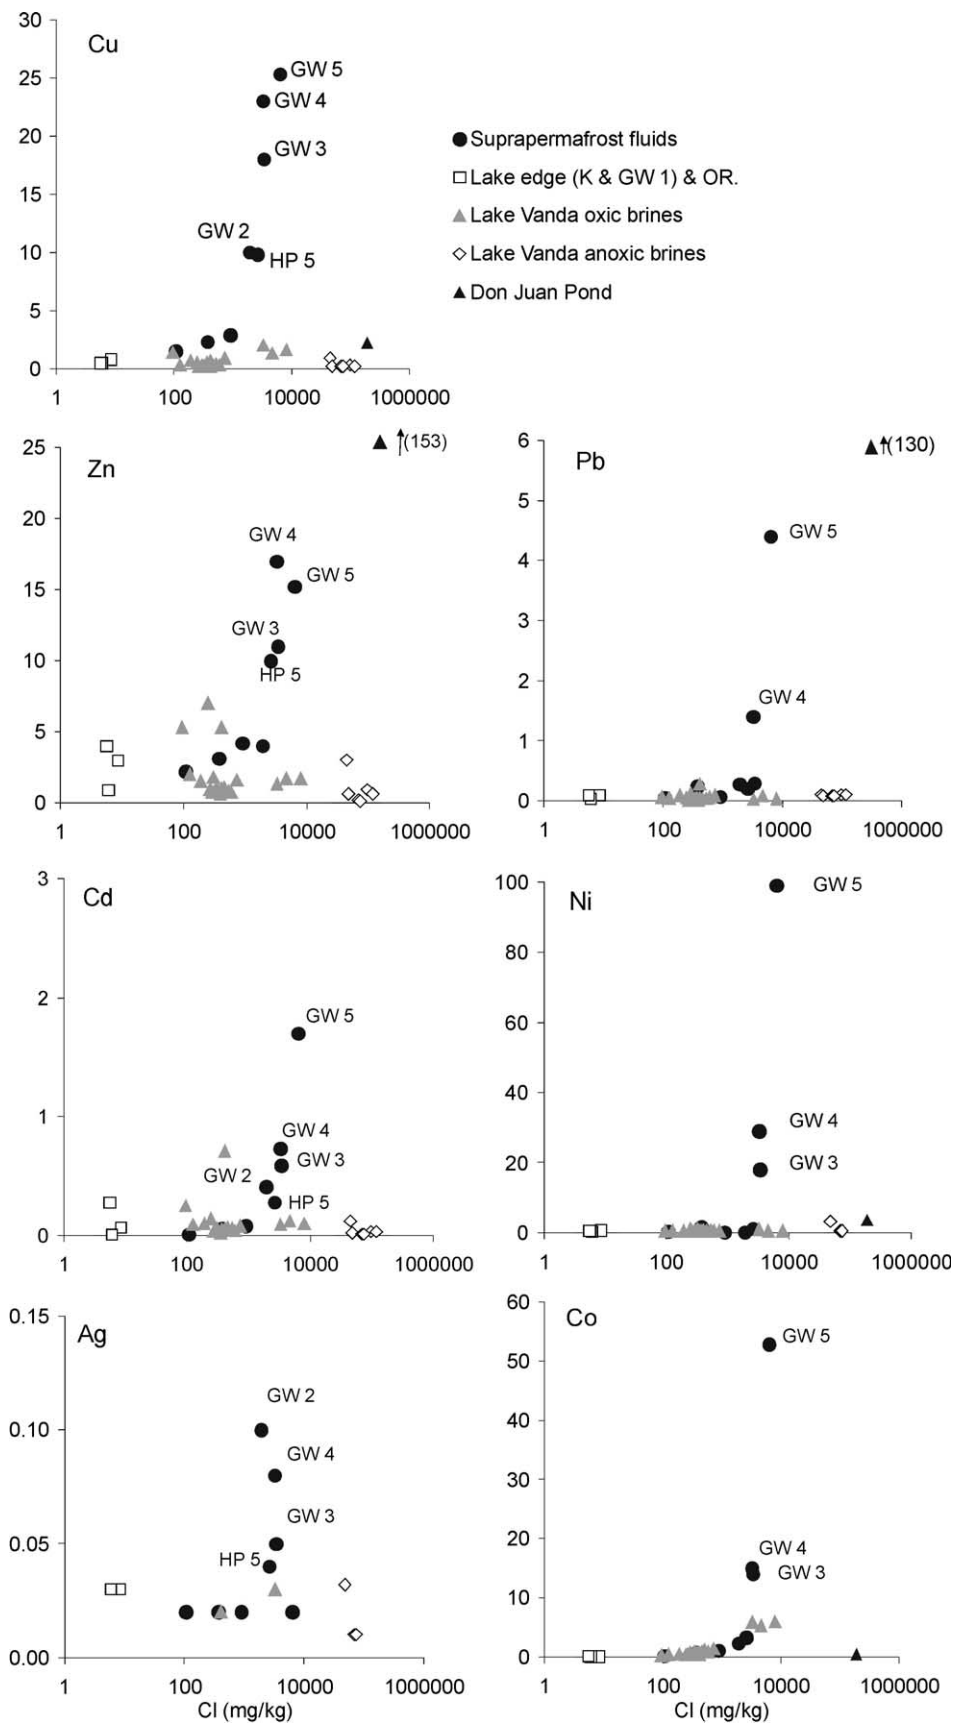 Cu
30
25
20
15
10
5
0
1
100
10000
1000000
GW 5
GW 4
GW 3
GW 2
HP 5
Suprapermafrost fluids
Lake edge (K & GW 1) & OR.
Lake Vanda oxic brines
Lake Vanda anoxic brines
Don Juan Pond
Zn
25
20
15
10
5
0
1
100
10000
1000000
(153)
GW 4
GW 5
GW 3
HP 5
Pb
6
5
4
3
2
1
0
1
100
10000
1000000
(130)
GW 5
GW 4
Cd
3
2
1
0
1
100
10000
1000000
GW 5
GW 4
GW 3
GW 2
HP 5
Ni
100
80
60
40
20
0
1
100
10000
1000000
GW 5
GW 4
GW 3
Ag
0.15
0.10
0.05
0.00
1
100
10000
1000000
GW 2
GW 4
GW 3
HP 5
Cl (mg/kg)
Co
60
50
40
30
20
10
0
1
100
10000
1000000
GW 5
GW 4
GW 3
Cl (mg/kg)